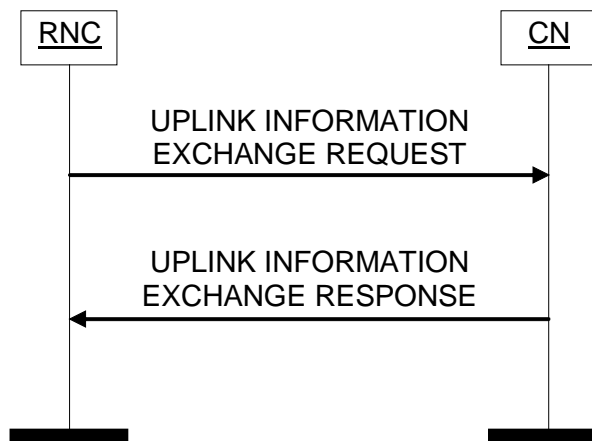 RNC
CN
UPLINK INFORMATION
EXCHANGE REQUEST
UPLINK INFORMATION
EXCHANGE RESPONSE